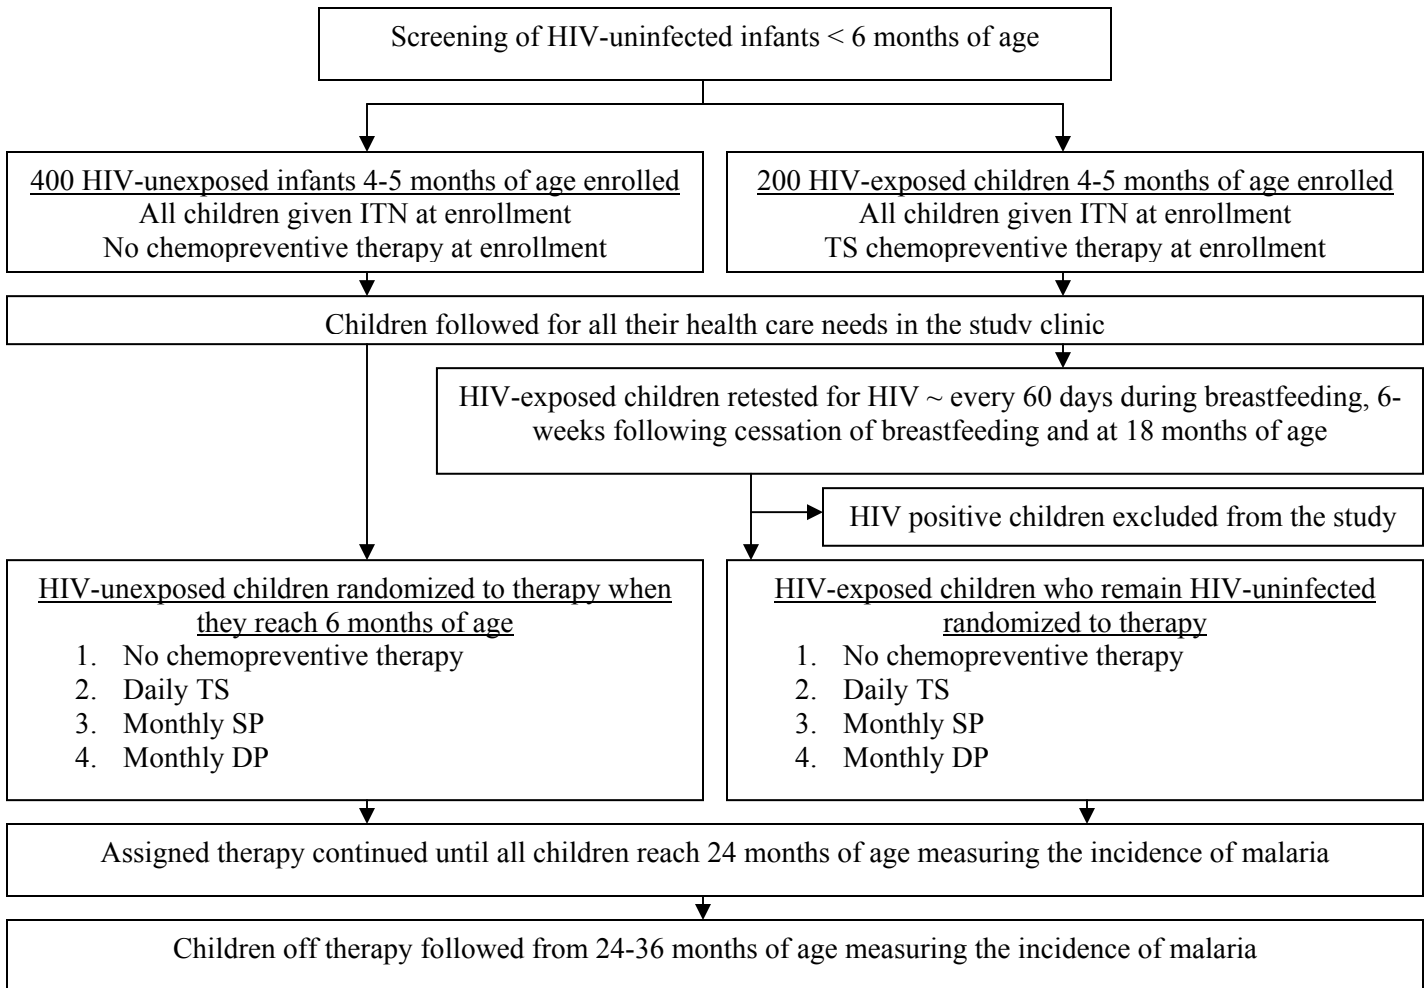 Screening of HIV-uninfected infants < 6 months of age
400 HIV-unexposed infants 4-5 months of age enrolled
All children given ITN at enrollment
No chemopreventive therapy at enrollment
200 HIV-exposed children 4-5 months of age enrolled
All children given ITN at enrollment
TS chemopreventive therapy at enrollment
Children followed for all their health care needs in the study clinic
HIV-exposed children retested for HIV ~ every 60 days during breastfeeding, 6-
weeks following cessation of breastfeeding and at 18 months of age
HIV positive children excluded from the study
HIV-unexposed children randomized to therapy when
they reach 6 months of age
1. No chemopreventive therapy
2. Daily TS
3. Monthly SP
4. Monthly DP
HIV-exposed children who remain HIV-uninfected
randomized to therapy
1. No chemopreventive therapy
2. Daily TS
3. Monthly SP
4. Monthly DP
Assigned therapy continued until all children reach 24 months of age measuring the incidence of malaria
Children off therapy followed from 24-36 months of age measuring the incidence of malaria